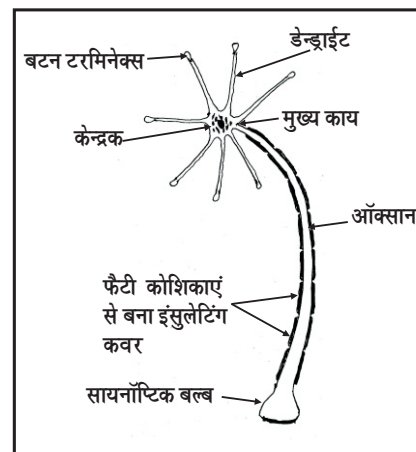 डेन्ड्राईट
बटन टरमिनेक्स
केन्द्रक
मुख्य काय
ऑक्सान
फैटी कोशिकाएं
से बना इंसुलेटिंग
कवर
सायनॉप्टिक बल्ब